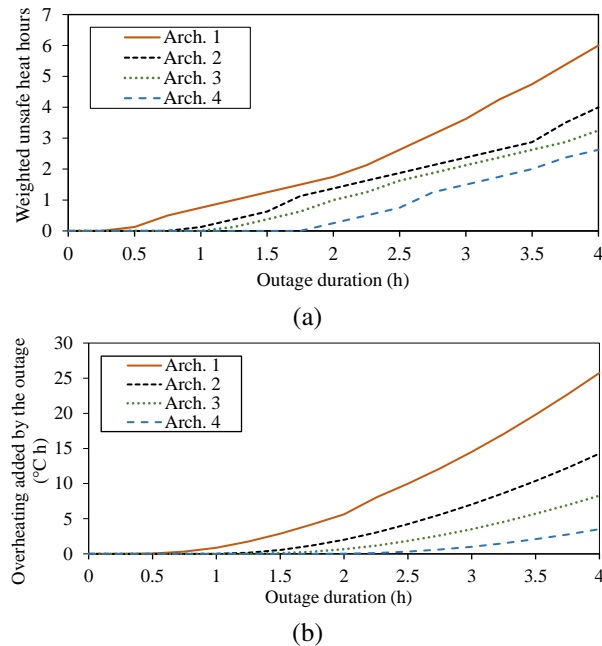 7
6
5
4
3
2
1
0
Weighted unsafe heat hours
Arch. 1
Arch. 2
Arch. 3
Arch. 4
0 0.5 1 1.5 2 2.5 3 3.5 4
Outage duration (h)
(a)
30
25
20
15
10
5
0
Overheating added by the outage
(°C h)
Arch. 1
Arch. 2
Arch. 3
Arch. 4
0 0.5 1 1.5 2 2.5 3 3.5 4
Outage duration (h)
(b)